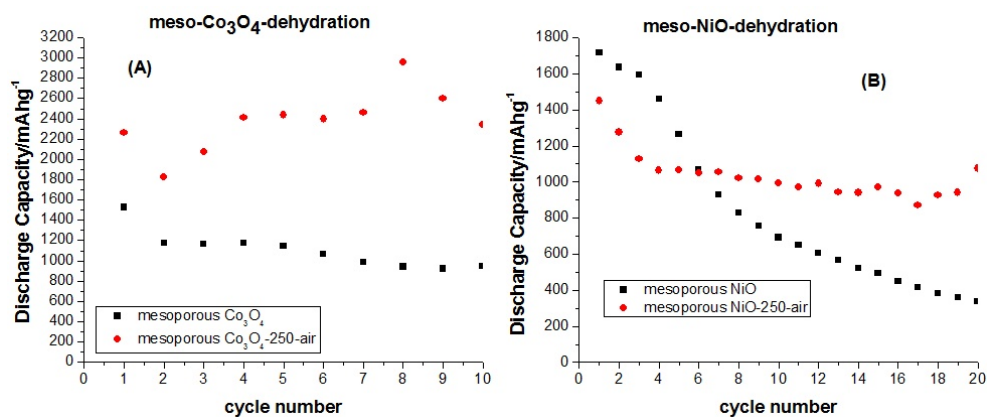 meso-Co₃O₄-dehydration
(A)
Discharge Capacity/mAhg⁻¹
3200
3000
2800
2600
2400
2200
2000
1800
1600
1400
1200
1000
800
600
400
200
0
mesoporous Co₃O₄
mesoporous Co₃O₄-250-air
0 1 2 3 4 5 6 7 8 9 10
cycle number
meso-NiO-dehydration
(B)
Discharge Capacity/mAhg⁻¹
1800
1600
1400
1200
1000
800
600
400
200
0
mesoporous NiO
mesoporous NiO-250-air
0 2 4 6 8 10 12 14 16 18 20
cycle number